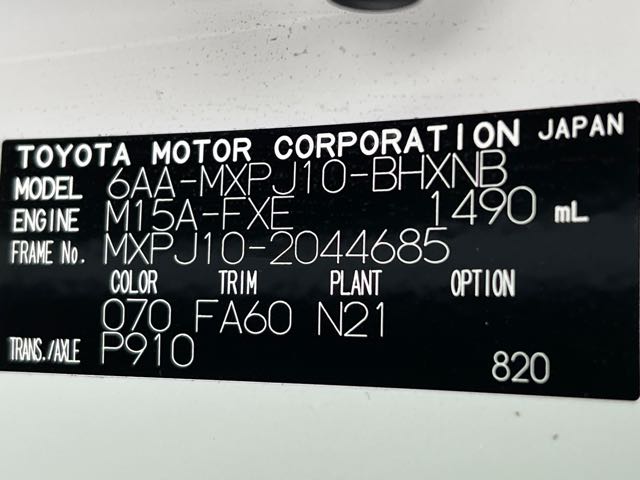 TOYOTA MOTOR CORPORATION JAPAN
MODEL 6AA-MXPJ10-BHXNB
ENGINE M15A-FXE 1490 mL
FRAME No. MXPJ10-2044685
COLOR TRIM PLANT OPTION
070 FA60 N21
TRANS./AXLE P910
820